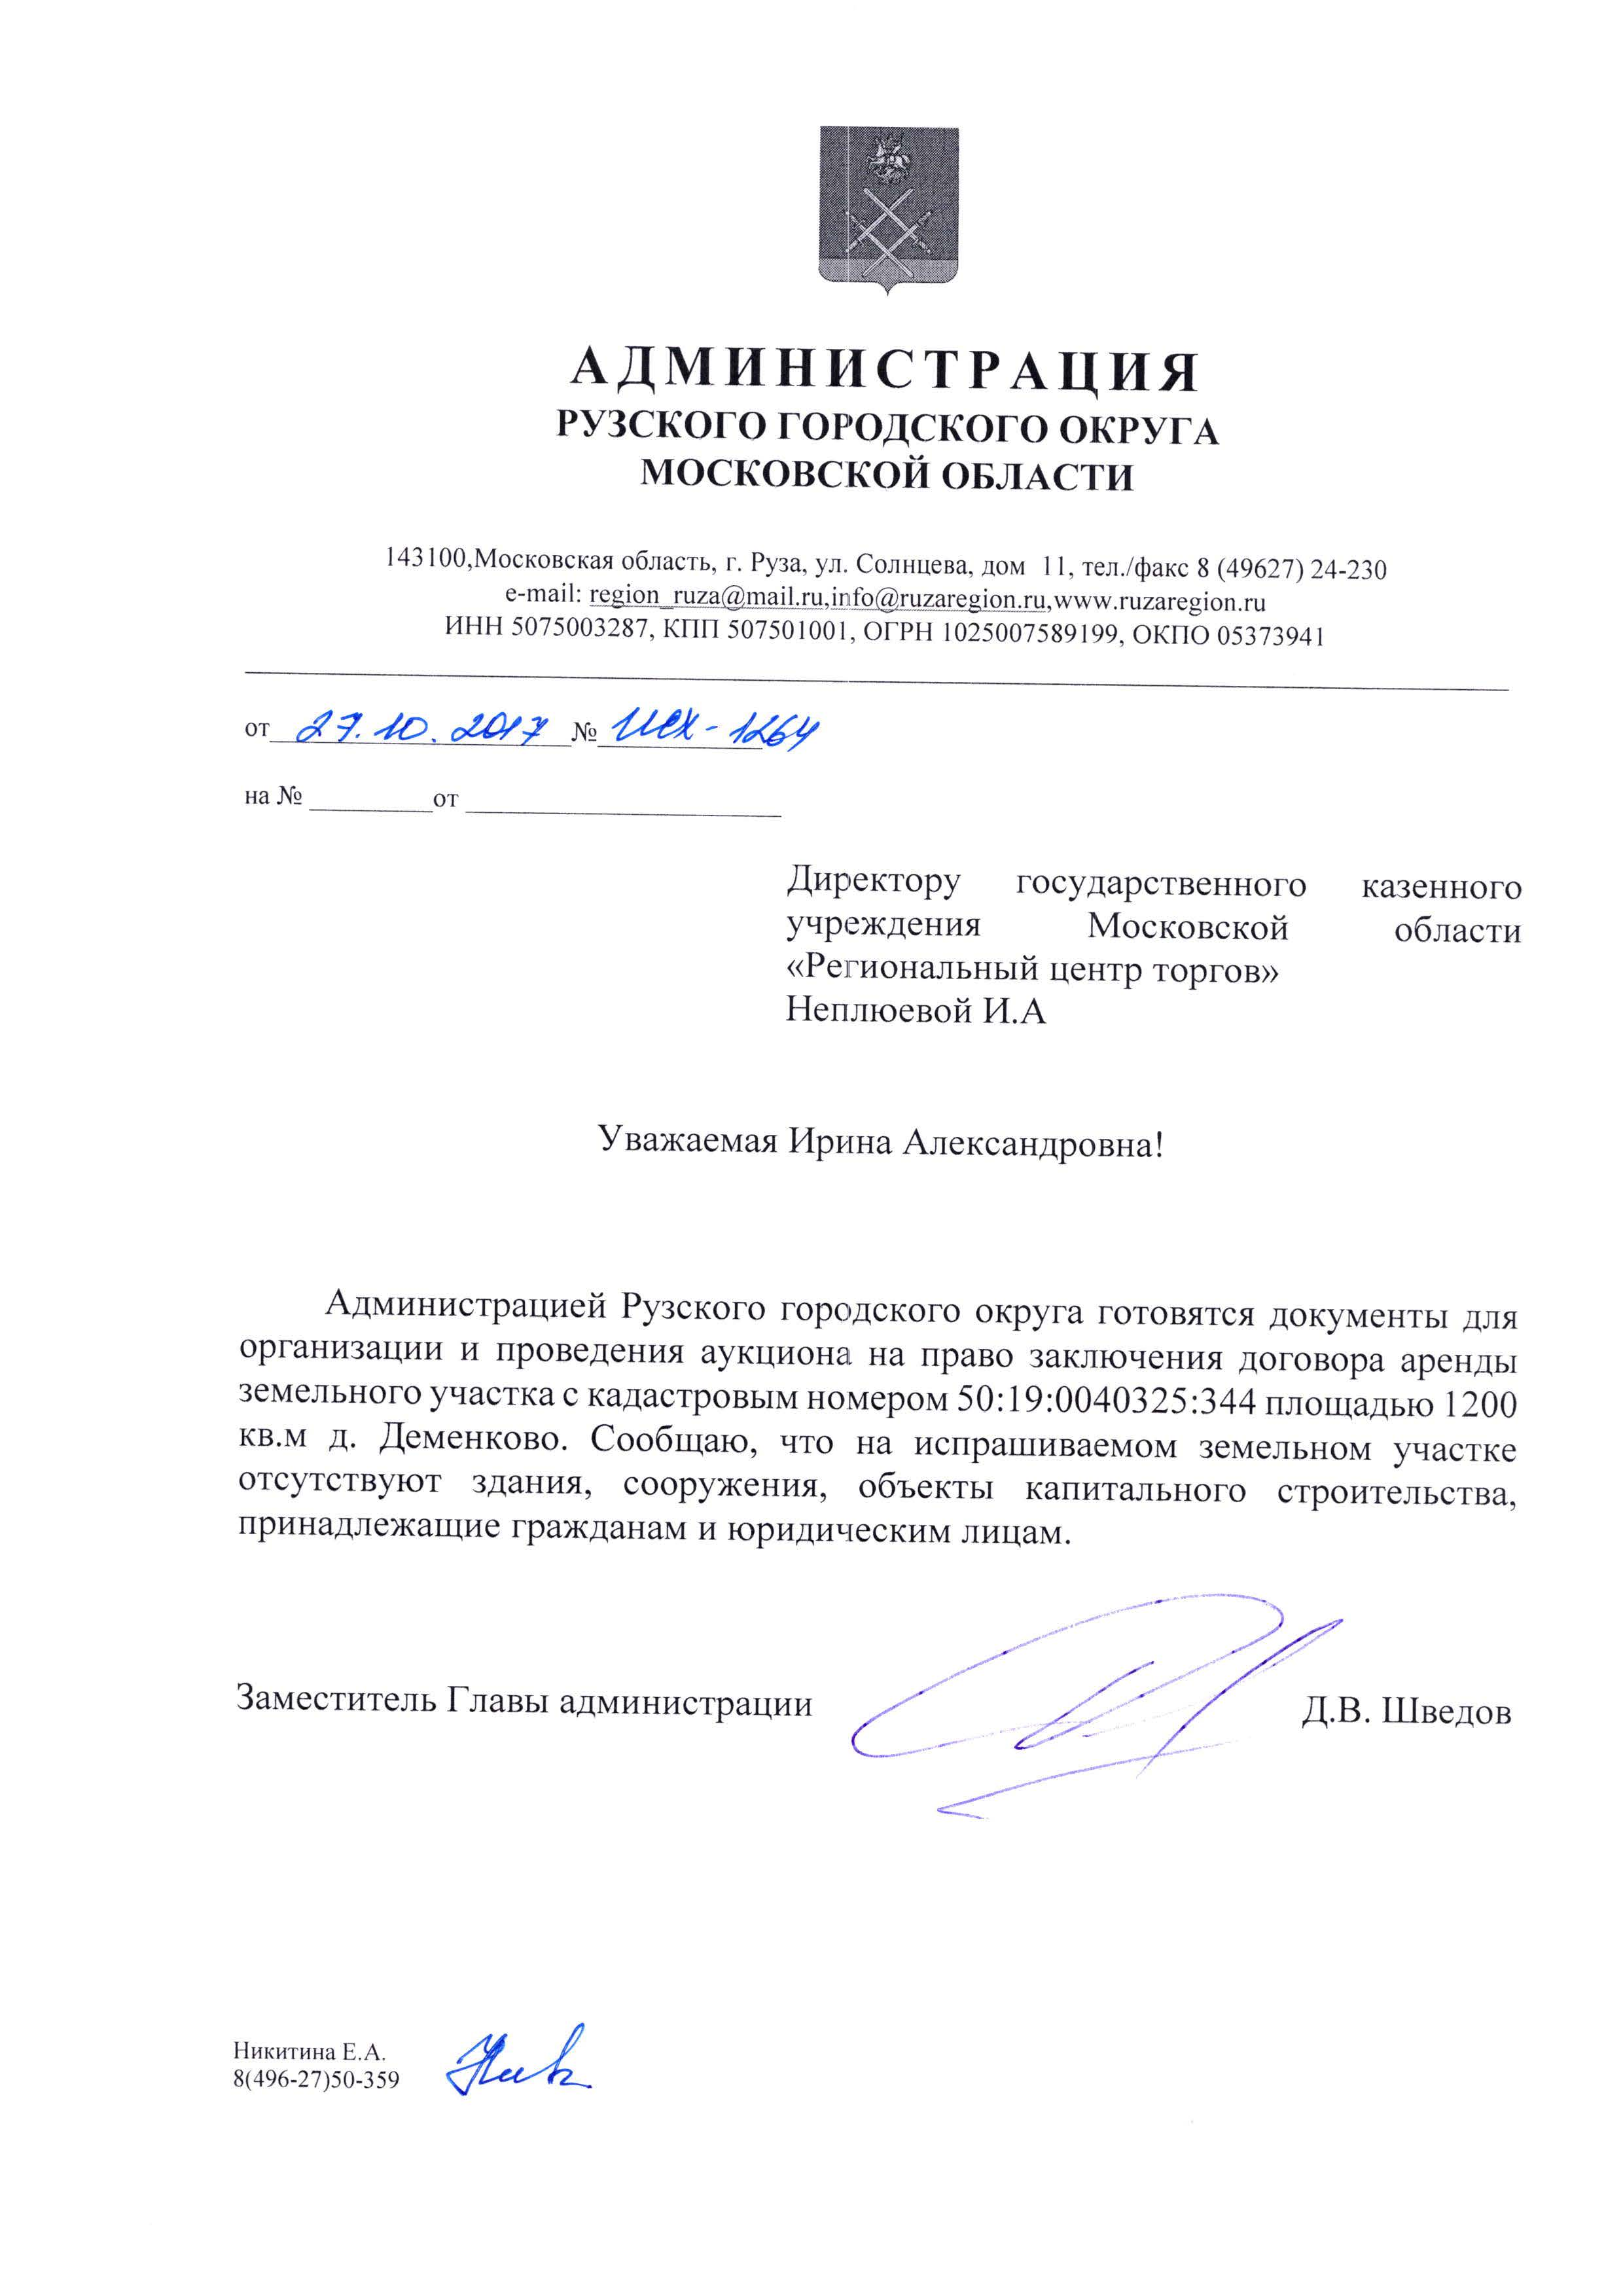 АДМИНИСТРАЦИЯ
РУЗСКОГО ГОРОДСКОГО ОКРУГА
МОСКОВСКОЙ ОБЛАСТИ
143100,Московская область, г. Руза, ул. Солнцева, дом 11, тел./факс 8 (49627) 24-230
e-mail: region_ruza@mail.ru,info@ruzaregion.ru,www.ruzaregion.ru
ИНН 5075003287, КПП 507501001, ОГРН 1025007589199, ОКПО 05373941
от 27.10.2017 № Исх-1264
на № __________от __________
Директору государственного казенного
учреждения Московской области
«Региональный центр торгов»
Неплюевой И.А
Уважаемая Ирина Александровна!
Администрацией Рузского городского округа готовятся документы для
организации и проведения аукциона на право заключения договора аренды
земельного участка с кадастровым номером 50:19:0040325:344 площадью 1200
кв.м д. Деменково. Сообщаю, что на испрашиваемом земельном участке
отсутствуют здания, сооружения, объекты капитального строительства,
принадлежащие гражданам и юридическим лицам.
Заместитель Главы администрации Д.В. Шведов
Никитина Е.А.
8(496-27)50-359